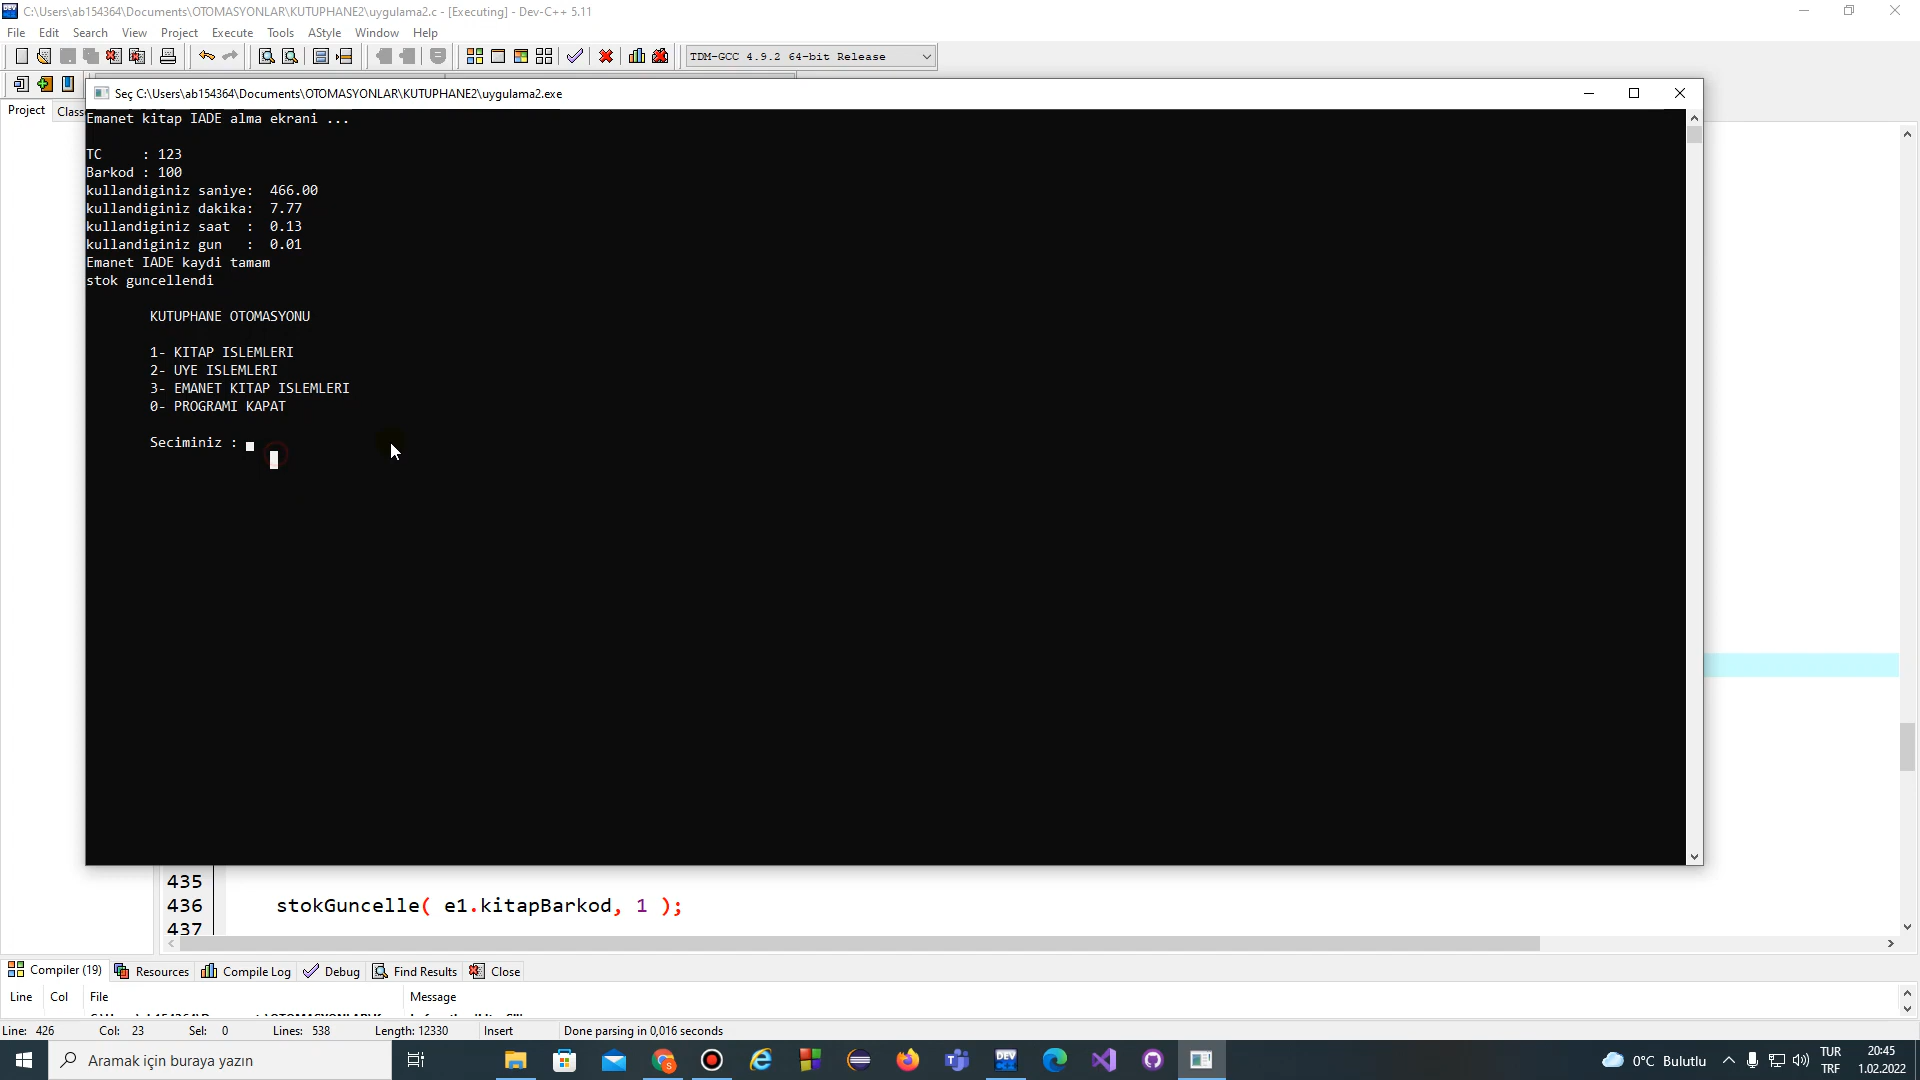 C:\Users\ab154364\Documents\OTOMASYONLAR\KUTUPHANE2\uygulama2.c - [Executing] - Dev-C++ 5.11
File Edit Search View Project Execute Tools AStyle Window Help
TDM-GCC 4.9.2 64-bit Release
Seç C:\Users\ab154364\Documents\OTOMASYONLAR\KUTUPHANE2\uygulama2.exe
Project Class
Emanet kitap IADE alma ekrani ...
TC : 123
Barkod : 100
kullandiginiz saniye: 466.00
kullandiginiz dakika: 7.77
kullandiginiz saat : 0.13
kullandiginiz gun : 0.01
Emanet IADE kaydi tamam
stok guncellendi
KUTUPHANE OTOMASYONU
1- KITAP ISLEMLERI
2- UYE ISLEMLERI
3- EMANET KITAP ISLEMLERI
0- PROGRAMI KAPAT
Seciminiz :
435
436 stokGuncelle( e1.kitapBarkod, 1 );
437
Compiler (19) Resources Compile Log Debug Find Results Close
Line Col File Message
Line: 426 Col: 23 Sel: 0 Lines: 538 Length: 12330 Insert Done parsing in 0,016 seconds
Aramak için buraya yazın
0°C Bulutlu
TUR
TRF
20:45
1.02.2022